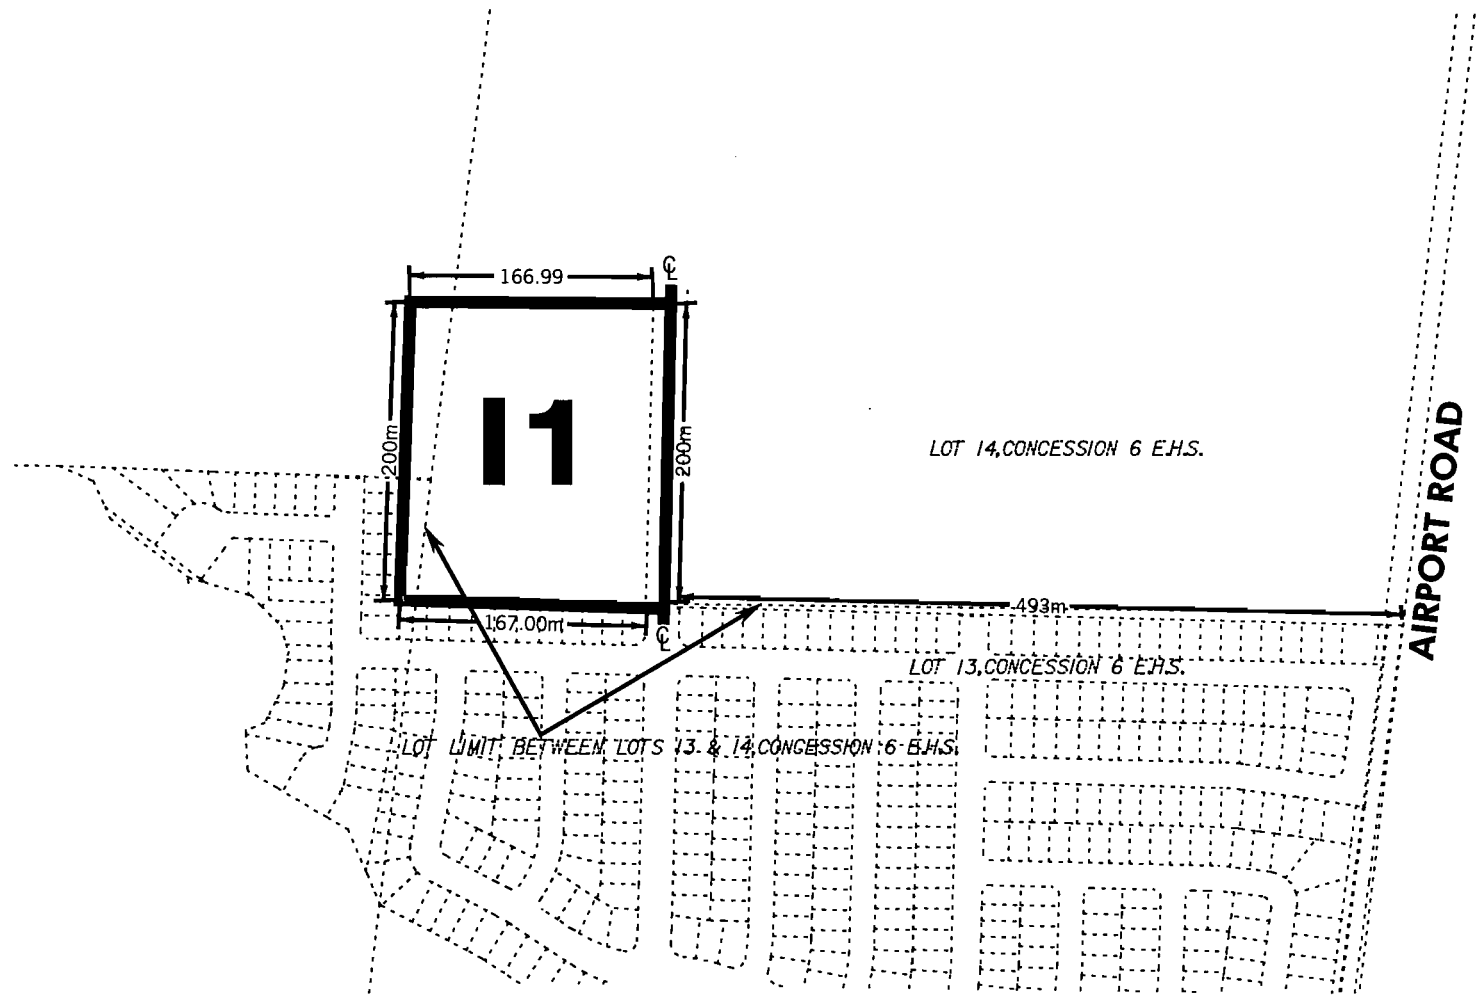 166.99
℄
I1
200m
200m
LOT 14,CONCESSION 6 E.H.S.
AIRPORT ROAD
493m
167.00m
℄
LOT 13,CONCESSION 6 E.H.S.
LOT LIMIT BETWEEN LOTS 13 & 14,CONCESSION 6 E.H.S.